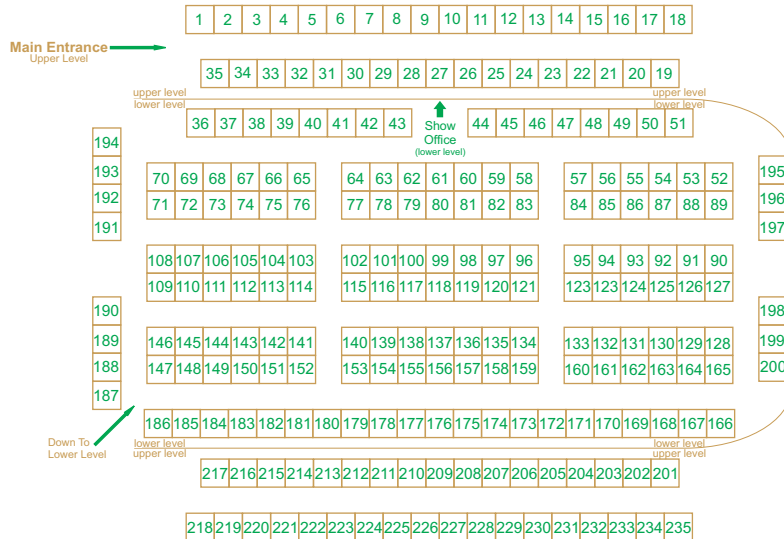 1 2 3 4 5 6 7 8 9 10 11 12 13 14 15 16 17 18
Main Entrance
Upper Level
35 34 33 32 31 30 29 28 27 26 25 24 23 22 21 20 19
upper level upper level
lower level lower level
36 37 38 39 40 41 42 43 44 45 46 47 48 49 50 51
Show
Office
(lower level)
194
193
192
191
70 69 68 67 66 65 64 63 62 61 60 59 58 57 56 55 54 53 52
71 72 73 74 75 76 77 78 79 80 81 82 83 84 85 86 87 88 89
195
196
197
108 107 106 105 104 103 102 101 100 99 98 97 96 95 94 93 92 91 90
109 110 111 112 113 114 115 116 117 118 119 120 121 123 123 124 125 126 127
190
189
188
187
146 145 144 143 142 141 140 139 138 137 136 135 134 133 132 131 130 129 128
147 148 149 150 151 152 153 154 155 156 157 158 159 160 161 162 163 164 165
198
199
200
186 185 184 183 182 181 180 179 178 177 176 175 174 173 172 171 170 169 168 167 166
Down To
Lower Level
lower level lower level
upper level upper level
217 216 215 214 213 212 211 210 209 208 207 206 205 204 203 202 201
218 219 220 221 222 223 224 225 226 227 228 229 230 231 232 233 234 235